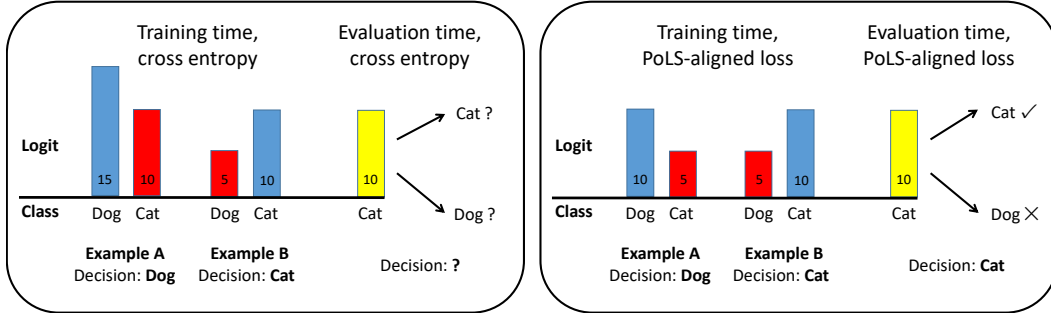 Training time,
cross entropy
Evaluation time,
cross entropy
Logit
15
10
5
10
10
Cat ?
Dog ?
Class
Dog
Cat
Dog
Cat
Cat
Example A
Decision: Dog
Example B
Decision: Cat
Decision: ?
Training time,
PoLS-aligned loss
Evaluation time,
PoLS-aligned loss
Logit
10
5
5
10
10
Cat ✓
Dog ✕
Class
Dog
Cat
Dog
Cat
Cat
Example A
Decision: Dog
Example B
Decision: Cat
Decision: Cat